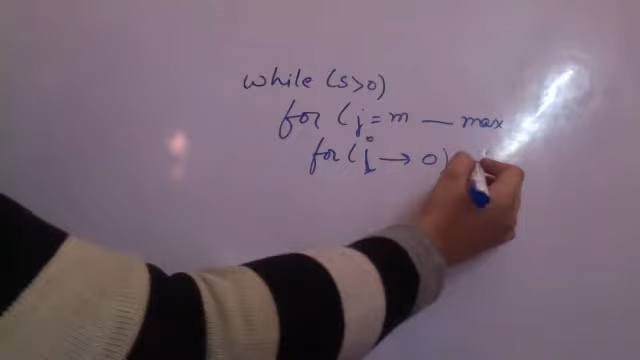 while (s>0)
for (j = m — max
for (j → 0)